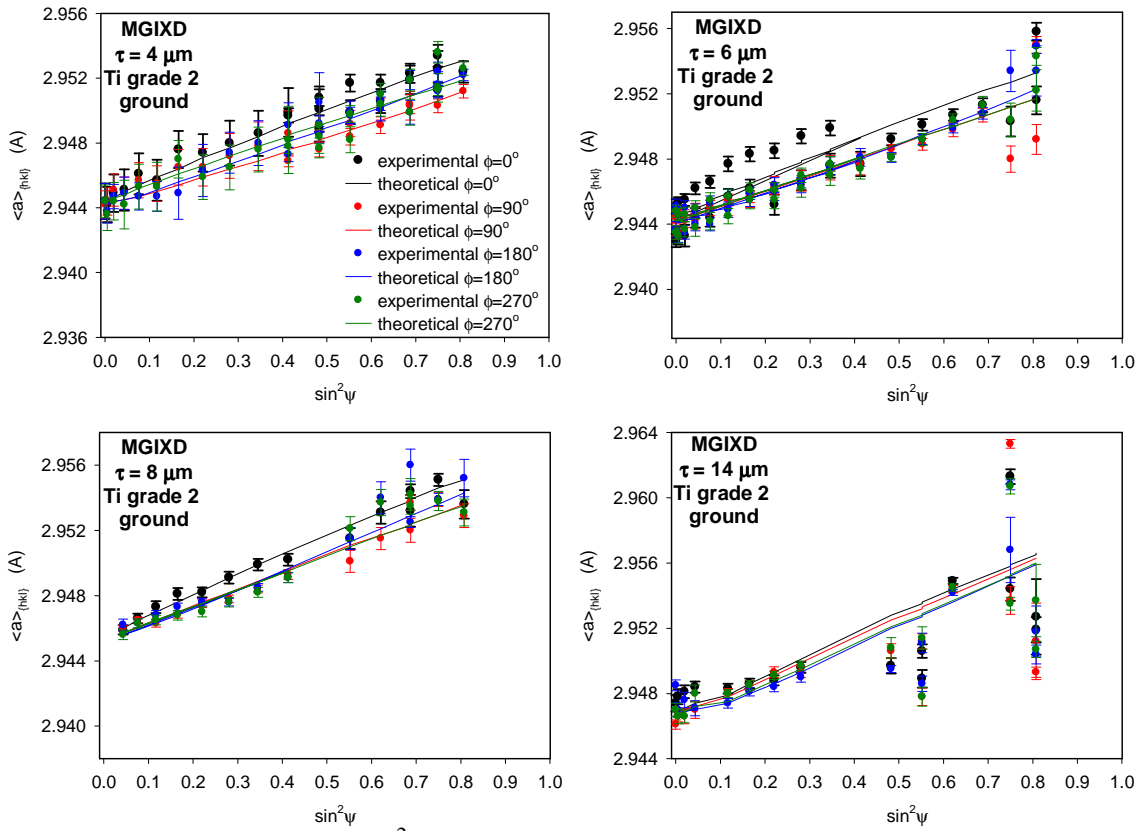 2.956
2.952
2.948
2.944
2.940
2.936
<a>{hkl} (A)
MGIXD
τ = 4 μm
Ti grade 2
ground
experimental ϕ=0°
theoretical ϕ=0°
experimental ϕ=90°
theoretical ϕ=90°
experimental ϕ=180°
theoretical ϕ=180°
experimental ϕ=270°
theoretical ϕ=270°
0.0 0.1 0.2 0.3 0.4 0.5 0.6 0.7 0.8 0.9 1.0
sin²ψ
2.956
2.952
2.948
2.944
2.940
<a>{hkl} (A)
MGIXD
τ = 6 μm
Ti grade 2
ground
0.0 0.1 0.2 0.3 0.4 0.5 0.6 0.7 0.8 0.9 1.0
sin²ψ
2.956
2.952
2.948
2.944
2.940
<a>{hkl} (A)
MGIXD
τ = 8 μm
Ti grade 2
ground
0.0 0.1 0.2 0.3 0.4 0.5 0.6 0.7 0.8 0.9 1.0
sin²ψ
2.964
2.960
2.956
2.952
2.948
2.944
<a>{hkl} (A)
MGIXD
τ = 14 μm
Ti grade 2
ground
0.0 0.1 0.2 0.3 0.4 0.5 0.6 0.7 0.8 0.9 1.0
sin²ψ